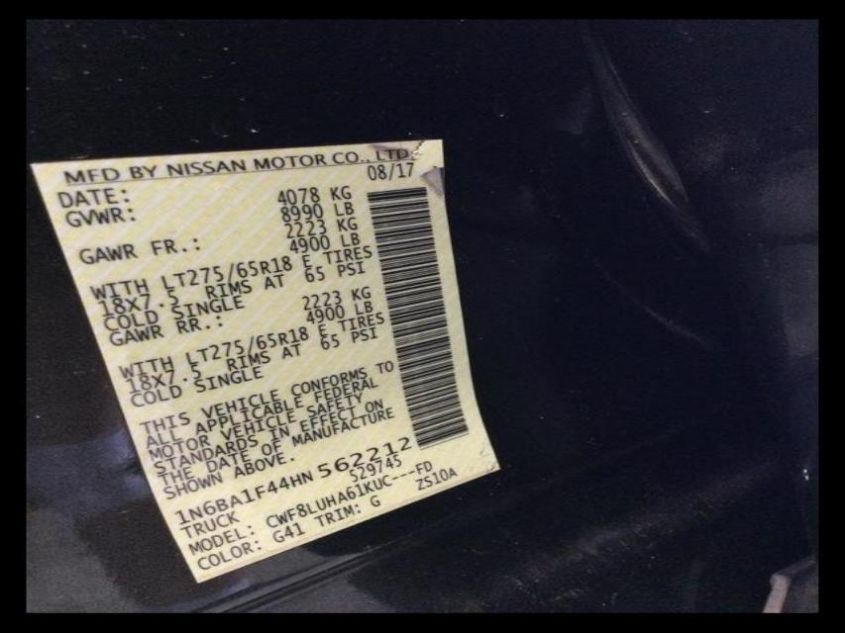 MFD BY NISSAN MOTOR CO., LTD.
DATE: 08/17
GVWR: 4078 KG
8990 LB
GAWR FR.: 2223 KG
4900 LB
WITH LT275/65R18 E TIRES
18X7.5 RIMS AT 65 PSI
COLD SINGLE
GAWR RR.: 2223 KG
4900 LB
WITH LT275/65R18 E TIRES
18X7.5 RIMS AT 65 PSI
COLD SINGLE
THIS VEHICLE CONFORMS TO
ALL APPLICABLE FEDERAL
MOTOR VEHICLE SAFETY
STANDARDS IN EFFECT ON
THE DATE OF MANUFACTURE
SHOWN ABOVE.
1N6BA1F44HN 562212
TRUCK 529745
MODEL: CWF8LUHA61KUC---FD
COLOR: G41 TRIM: G ZS10A